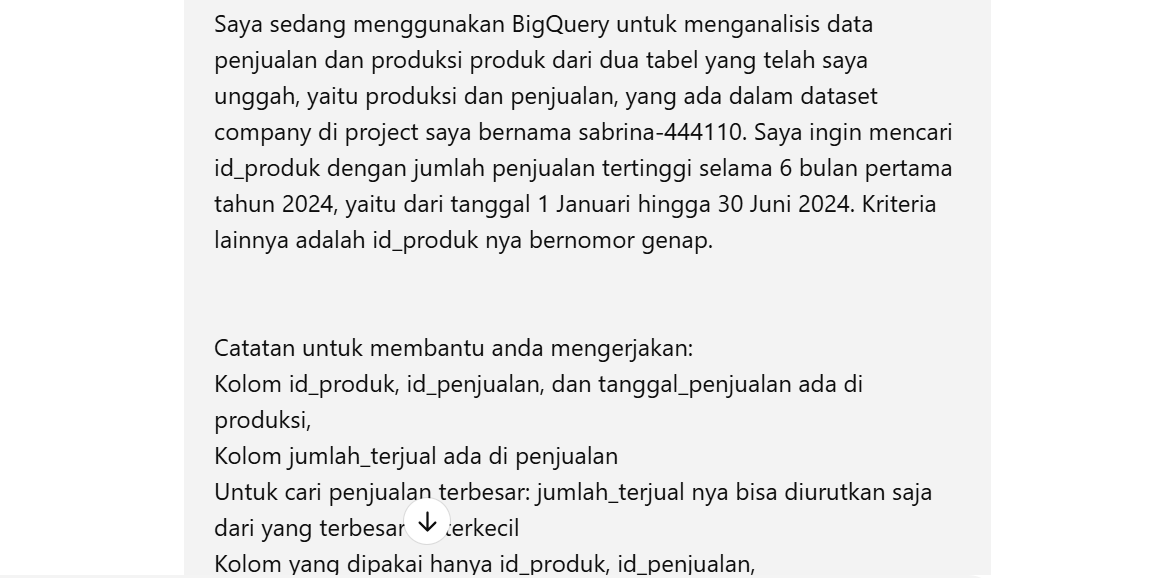 Saya sedang menggunakan BigQuery untuk menganalisis data
penjualan dan produksi produk dari dua tabel yang telah saya
unggah, yaitu produksi dan penjualan, yang ada dalam dataset
company di project saya bernama sabrina-444110. Saya ingin mencari
id_produk dengan jumlah penjualan tertinggi selama 6 bulan pertama
tahun 2024, yaitu dari tanggal 1 Januari hingga 30 Juni 2024. Kriteria
lainnya adalah id_produk nya bernomor genap.
Catatan untuk membantu anda mengerjakan:
Kolom id_produk, id_penjualan, dan tanggal_penjualan ada di
produksi,
Kolom jumlah_terjual ada di penjualan
Untuk cari penjualan terbesar: jumlah_terjual nya bisa diurutkan saja
dari yang terbesar terkecil
Kolom yang dipakai hanya id_produk, id_penjualan,